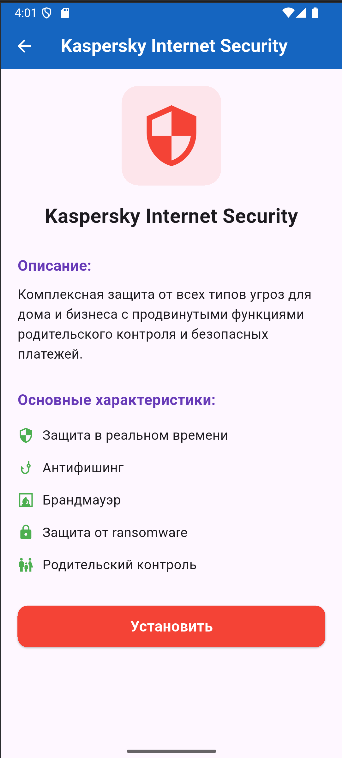 4:01
Kaspersky Internet Security
Kaspersky Internet Security
Описание:
Комплексная защита от всех типов угроз для
дома и бизнеса с продвинутыми функциями
родительского контроля и безопасных
платежей.
Основные характеристики:
Защита в реальном времени
Антифишинг
Брандмауэр
Защита от ransomware
Родительский контроль
Установить